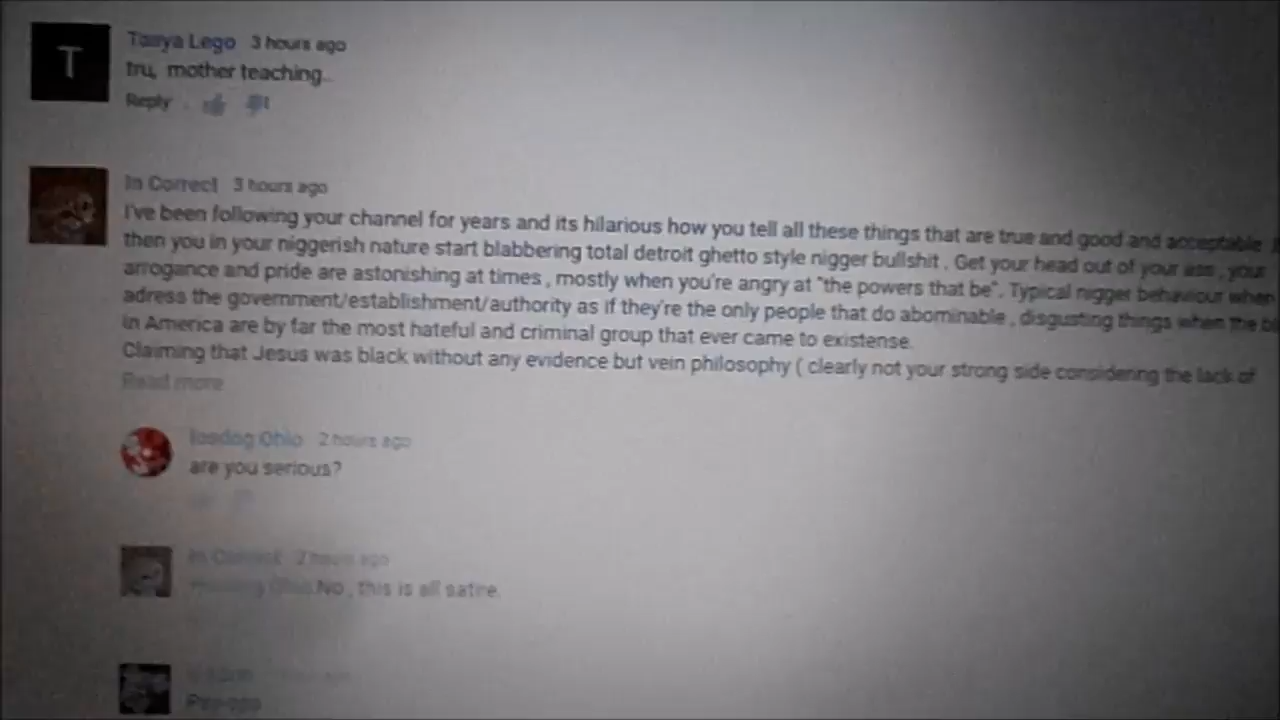 T
Tanya Lego 3 hours ago
tru, mother teaching..
Reply
In Correct 3 hours ago
I've been following your channel for years and its hilarious how you tell all these things that are true and good and acceptable
then you in your niggerish nature start blabbering total detroit ghetto style nigger bullshit . Get your head out of your ass , your
arrogance and pride are astonishing at times , mostly when you're angry at "the powers that be". Typical nigger behaviour when
adress the government/establishment/authority as if they're the only people that do abominable , disgusting things when the
in America are by far the most hateful and criminal group that ever came to existense.
Claiming that Jesus was black without any evidence but vein philosophy ( clearly not your strong side considering the lack of
Read more
Ohio 2 hours ago
are you serious?
In Correct 2 hours ago
No , this is all satire.